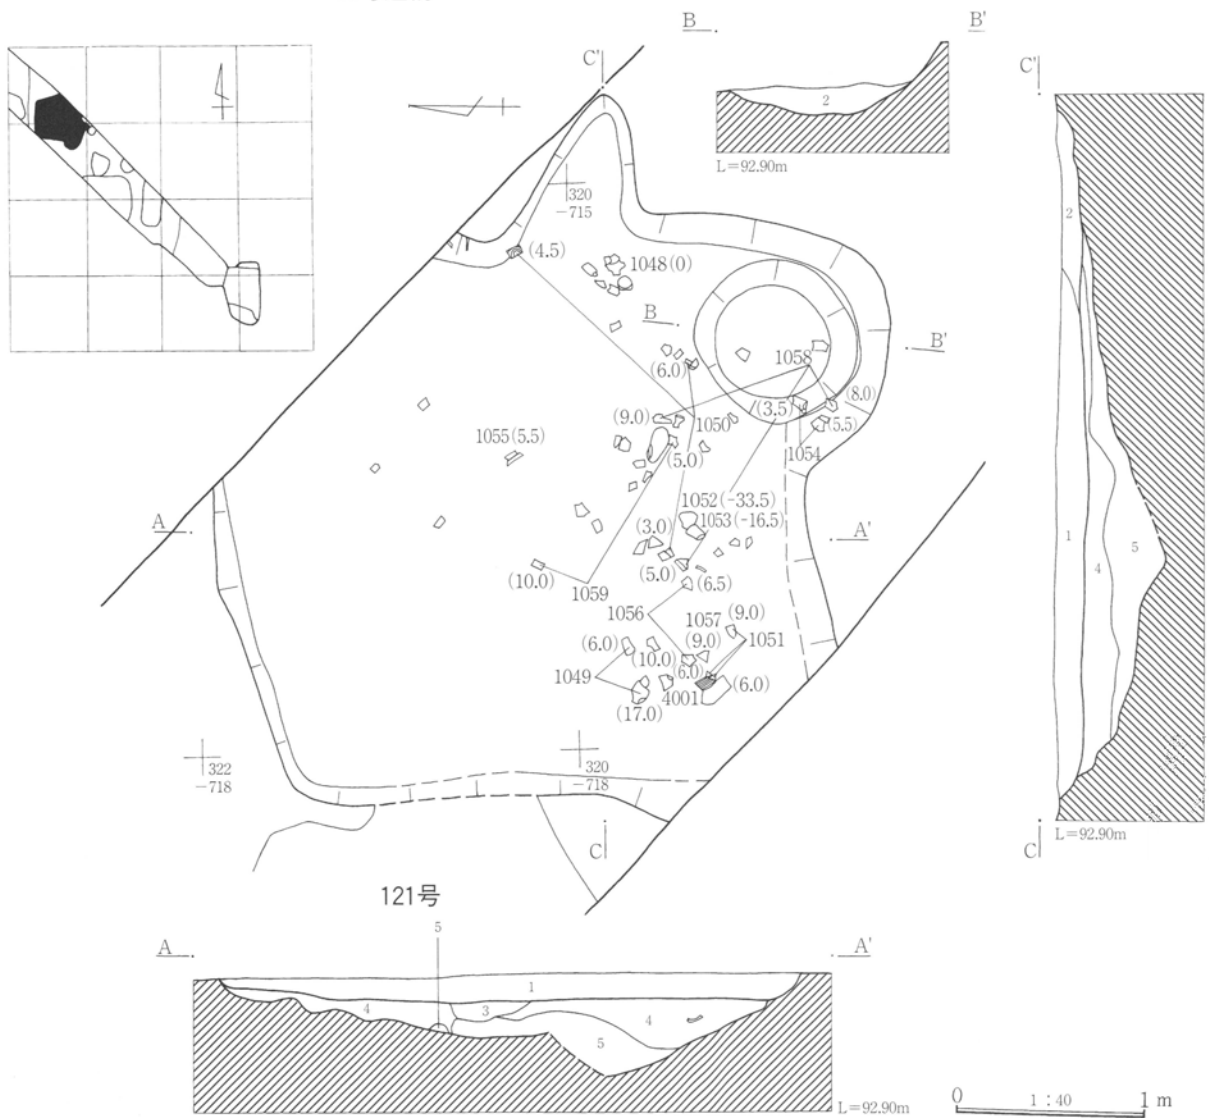 B
B'
C'
C'
2
L=92.90m
320
-715
(4.5)
1048(0)
2
B
B'
(6.0)
1058
(8.0)
(9.0)
1050
(3.5)
(5.5)
1055(5.5)
(5.0)
1054
1052(-33.5)
1053(-16.5)
A
A'
(3.0)
(10.0)
(5.0)
(6.5)
1059
1
4
5
1056
1057
(9.0)
1051
(6.0)
(10.0)
(9.0)
(6.0)
1049
4001
(6.0)
(17.0)
322
-718
320
-718
C
C
L=92.90m
121号
5
A
A'
1
4
3
4
5
L=92.90m
0
1：40
1 m